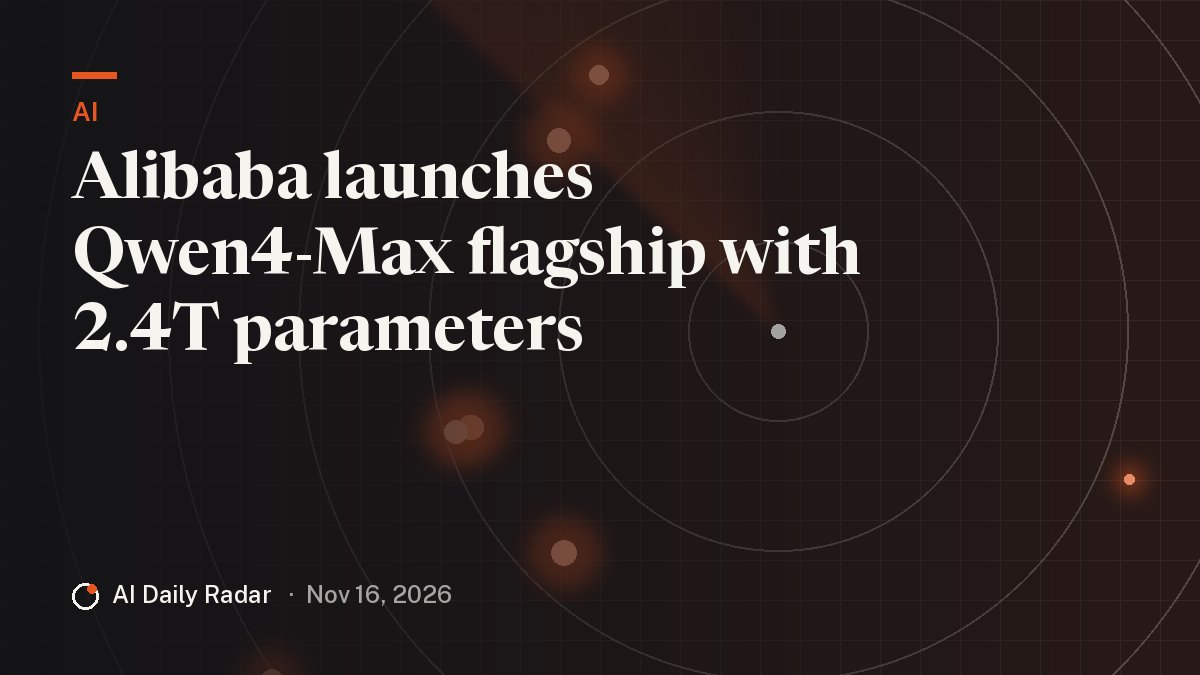 AI
Alibaba launches
Qwen4-Max flagship with
2.4T parameters
AI Daily Radar · Nov 16, 2026